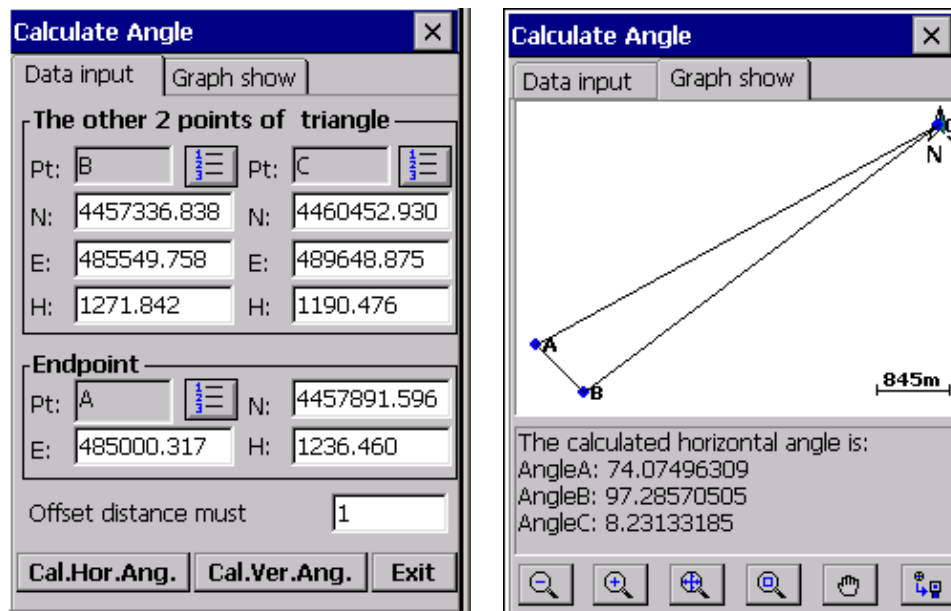 Calculate Angle
Data input Graph show
The other 2 points of triangle
Pt: B Pt: C
N: 4457336.838 N: 4460452.930
E: 485549.758 E: 489648.875
H: 1271.842 H: 1190.476
Endpoint
Pt: A N: 4457891.596
E: 485000.317 H: 1236.460
Offset distance must 1
Cal.Hor.Ang. Cal.Ver.Ang. Exit
Calculate Angle
Data input Graph show
N
A
B
845m
The calculated horizontal angle is:
AngleA: 74.07496309
AngleB: 97.28570505
AngleC: 8.23133185